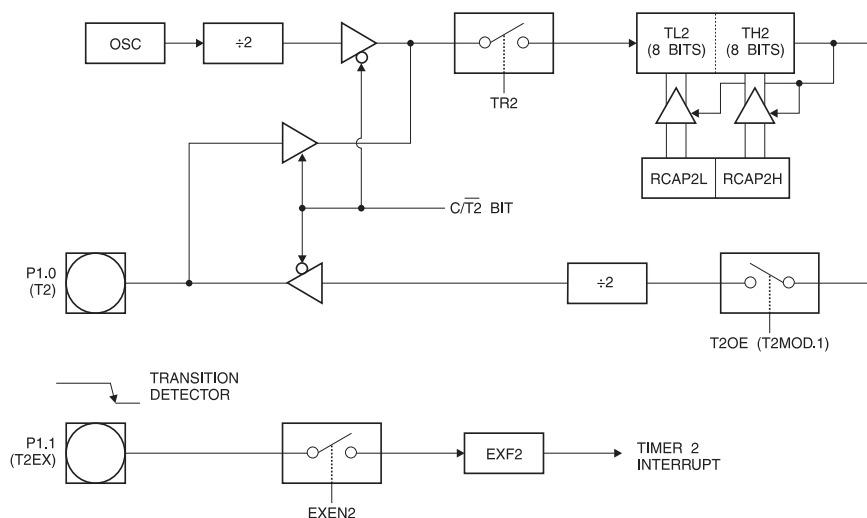 OSC
÷2
TR2
TL2 TH2
(8 BITS) (8 BITS)
RCAP2L RCAP2H
C/T̅2̅ BIT
P1.0
(T2)
÷2
T2OE (T2MOD.1)
TRANSITION
DETECTOR
P1.1
(T2EX)
EXEN2
EXF2
TIMER 2
INTERRUPT